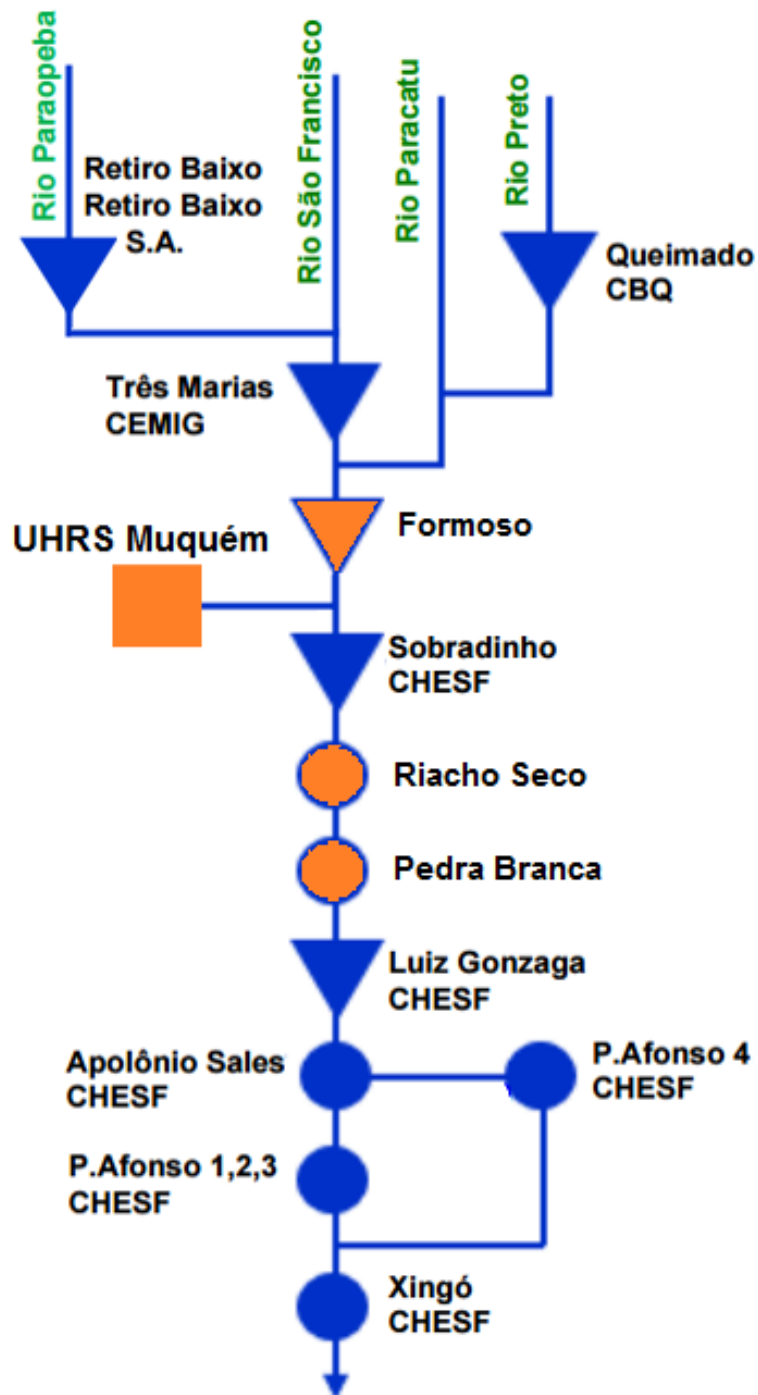 Rio Paraopeba
Rio São Francisco
Rio Paracatu
Rio Preto
Retiro Baixo
Retiro Baixo
S.A.
Queimado
CBQ
Três Marias
CEMIG
Formoso
UHRS Muquém
Sobradinho
CHESF
Riacho Seco
Pedra Branca
Luiz Gonzaga
CHESF
Apolônio Sales
CHESF
P.Afonso 4
CHESF
P.Afonso 1,2,3
CHESF
Xingó
CHESF